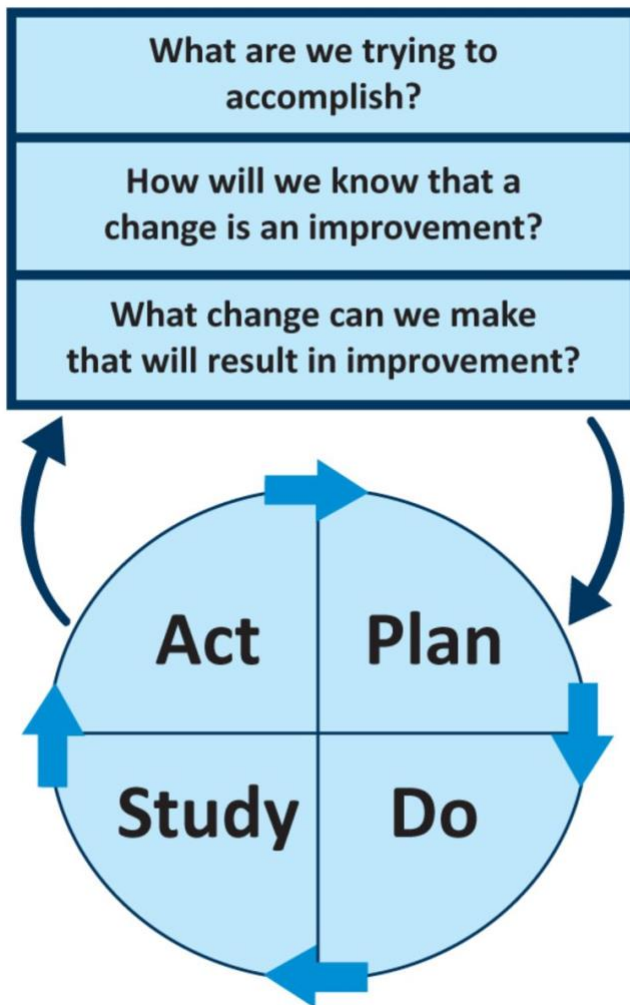 What are we trying to
accomplish?
How will we know that a
change is an improvement?
What change can we make
that will result in improvement?
Act
Plan
Study
Do